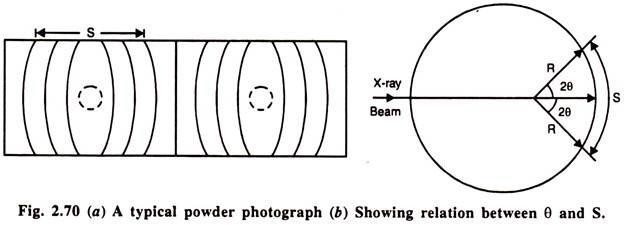 S
X-ray
Beam
R
2θ
2θ
R
S
Fig. 2.70 (a) A typical powder photograph (b) Showing relation between θ and S.